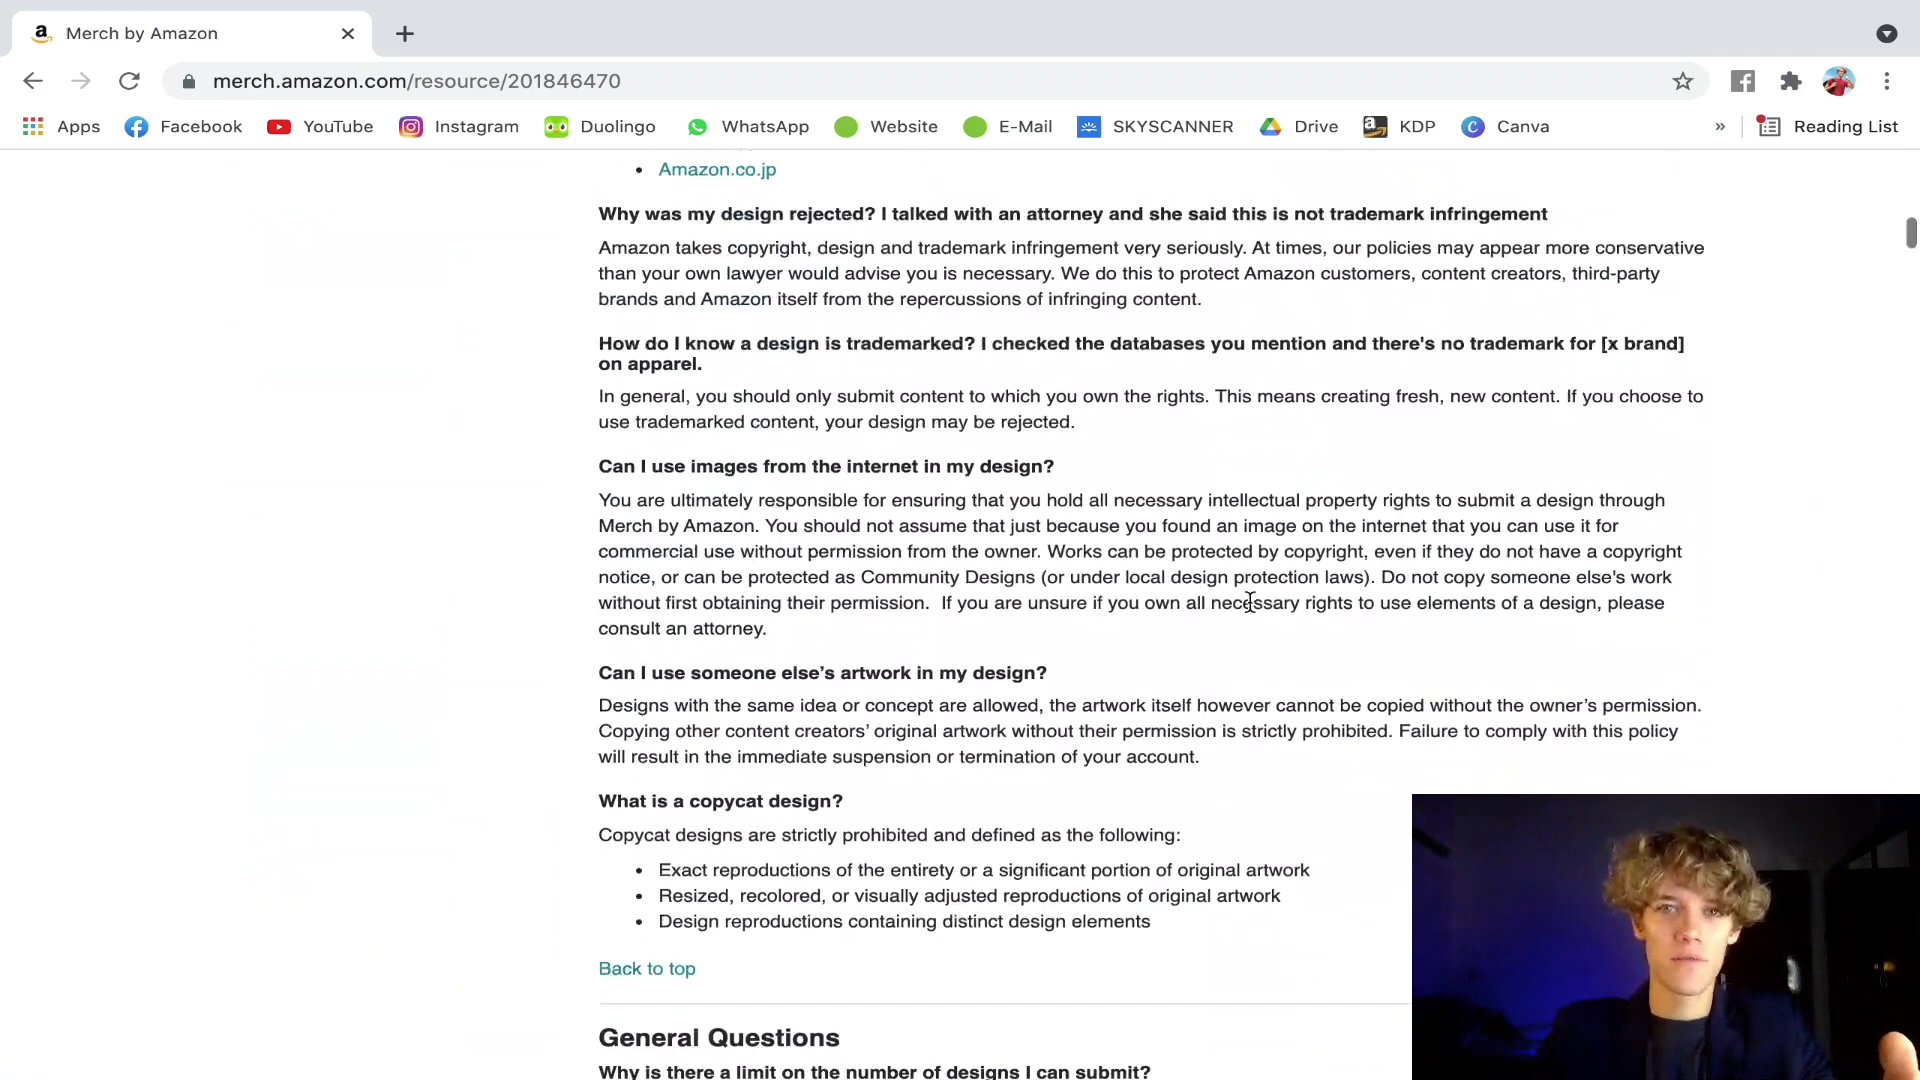 Merch by Amazon
merch.amazon.com/resource/201846470
Apps Facebook YouTube Instagram Duolingo WhatsApp Website E-Mail SKYSCANNER Drive KDP Canva » Reading List
• Amazon.co.jp
Why was my design rejected? I talked with an attorney and she said this is not trademark infringement
Amazon takes copyright, design and trademark infringement very seriously. At times, our policies may appear more conservative
than your own lawyer would advise you is necessary. We do this to protect Amazon customers, content creators, third-party
brands and Amazon itself from the repercussions of infringing content.
How do I know a design is trademarked? I checked the databases you mention and there's no trademark for [x brand]
on apparel.
In general, you should only submit content to which you own the rights. This means creating fresh, new content. If you choose to
use trademarked content, your design may be rejected.
Can I use images from the internet in my design?
You are ultimately responsible for ensuring that you hold all necessary intellectual property rights to submit a design through
Merch by Amazon. You should not assume that just because you found an image on the internet that you can use it for
commercial use without permission from the owner. Works can be protected by copyright, even if they do not have a copyright
notice, or can be protected as Community Designs (or under local design protection laws). Do not copy someone else's work
without first obtaining their permission.  If you are unsure if you own all necessary rights to use elements of a design, please
consult an attorney.
Can I use someone else’s artwork in my design?
Designs with the same idea or concept are allowed, the artwork itself however cannot be copied without the owner’s permission.
Copying other content creators’ original artwork without their permission is strictly prohibited. Failure to comply with this policy
will result in the immediate suspension or termination of your account.
What is a copycat design?
Copycat designs are strictly prohibited and defined as the following:
• Exact reproductions of the entirety or a significant portion of original artwork
• Resized, recolored, or visually adjusted reproductions of original artwork
• Design reproductions containing distinct design elements
Back to top
General Questions
Why is there a limit on the number of designs I can submit?